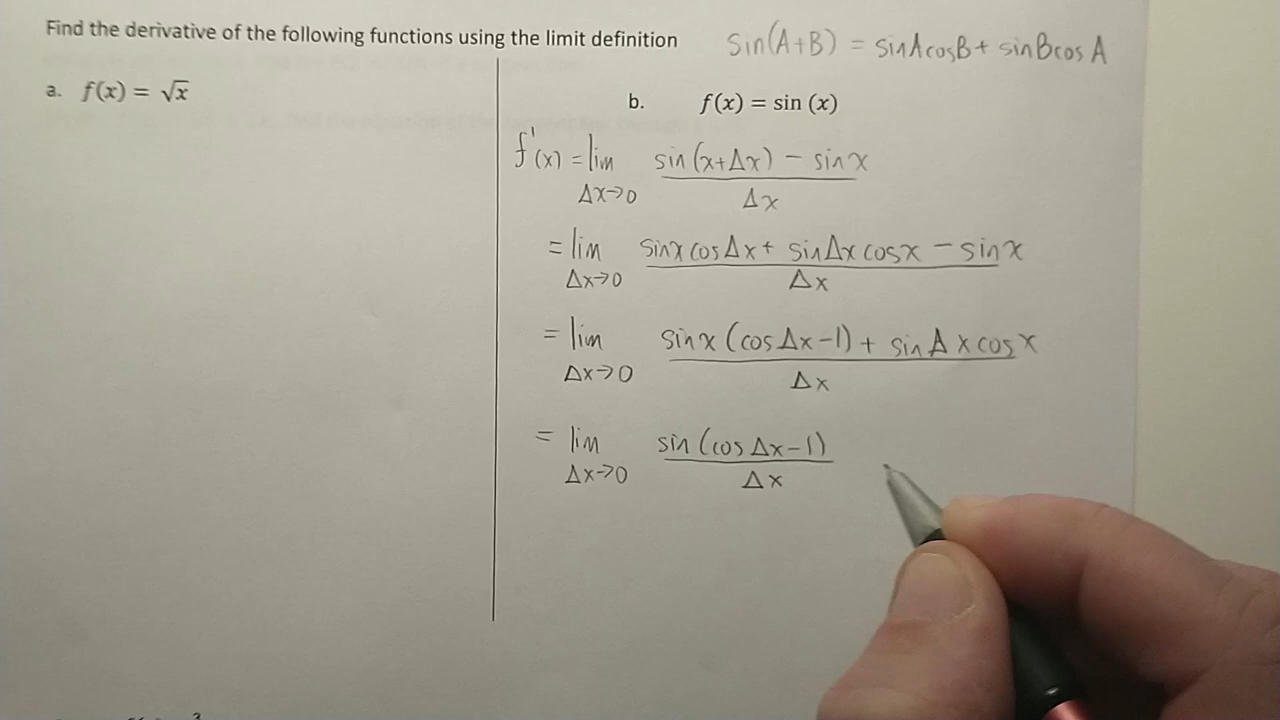 Find the derivative of the following functions using the limit definition
sin(A+B) = sinAcosB + sinBcosA
a. f(x) = √x
b. f(x) = sin (x)
f'(x) = lim sin(x+Δx) - sinx
Δx→0 Δx
= lim sinx cosΔx + sinΔx cosx - sinx
Δx→0 Δx
= lim sinx (cosΔx-1) + sinΔx cosx
Δx→0 Δx
= lim sin (cosΔx-1)
Δx→0 Δx